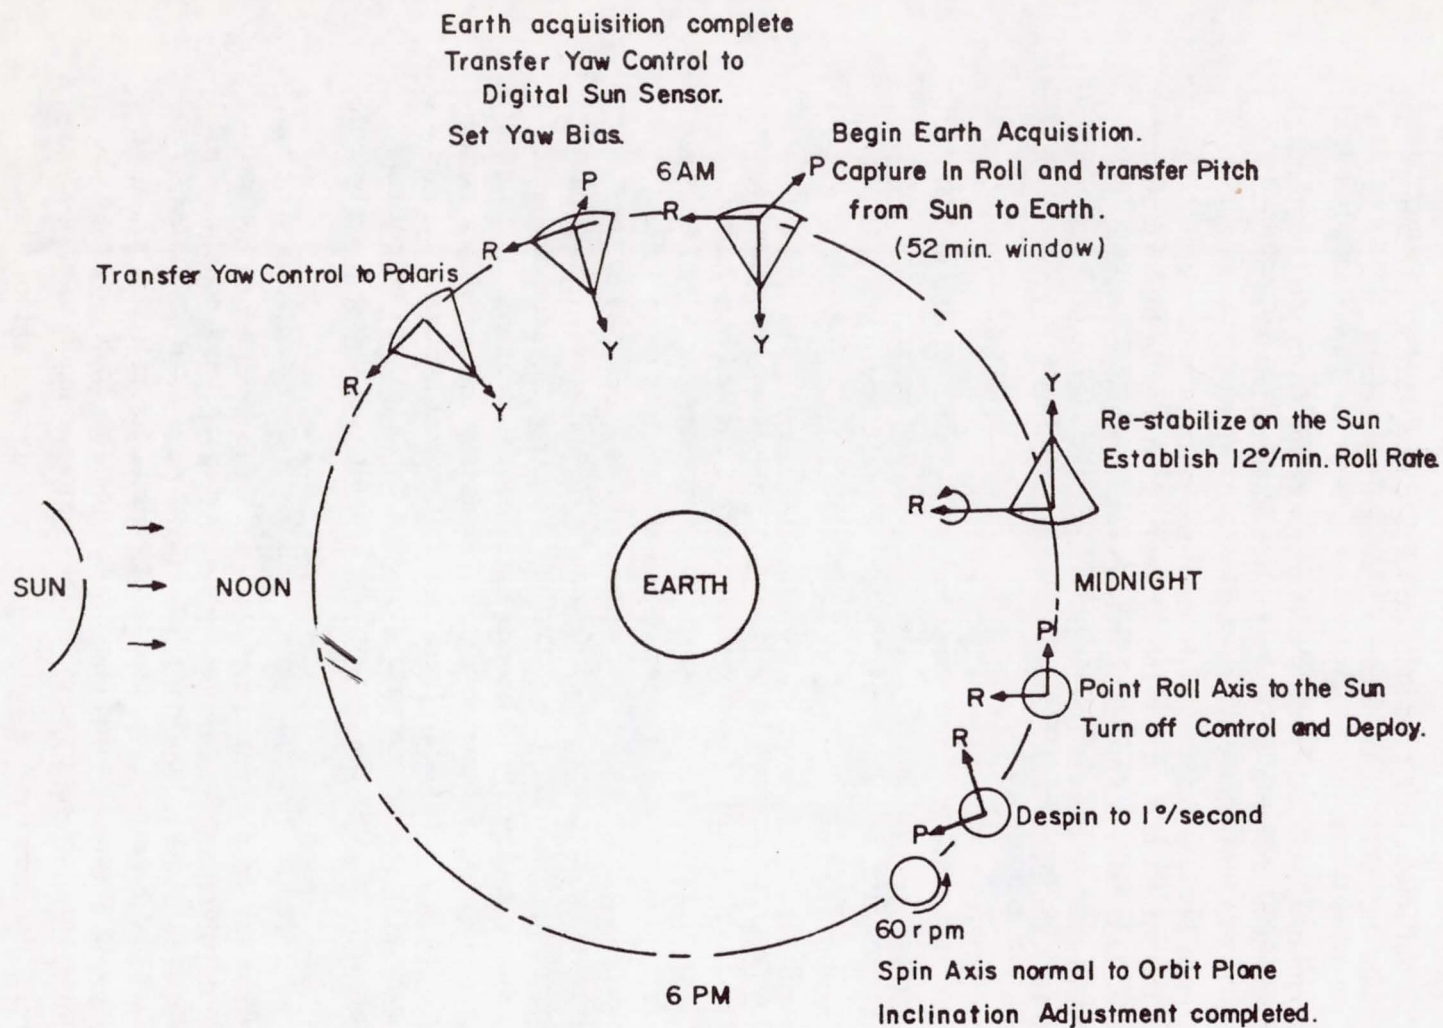 Earth acquisition complete
Transfer Yaw Control to
Digital Sun Sensor.
Set Yaw Bias.
6 AM
Begin Earth Acquisition.
Capture In Roll and transfer Pitch
from Sun to Earth.
(52 min. window)
P
R
Y
P
R
Y
Transfer Yaw Control to Polaris
R
Y
Y
R
Re-stabilize on the Sun
Establish 12°/min. Roll Rate.
SUN
NOON
EARTH
MIDNIGHT
P
R
Point Roll Axis to the Sun
Turn off Control and Deploy.
R
P
Despin to 1°/second
60 rpm
Spin Axis normal to Orbit Plane
Inclination Adjustment completed.
6 PM